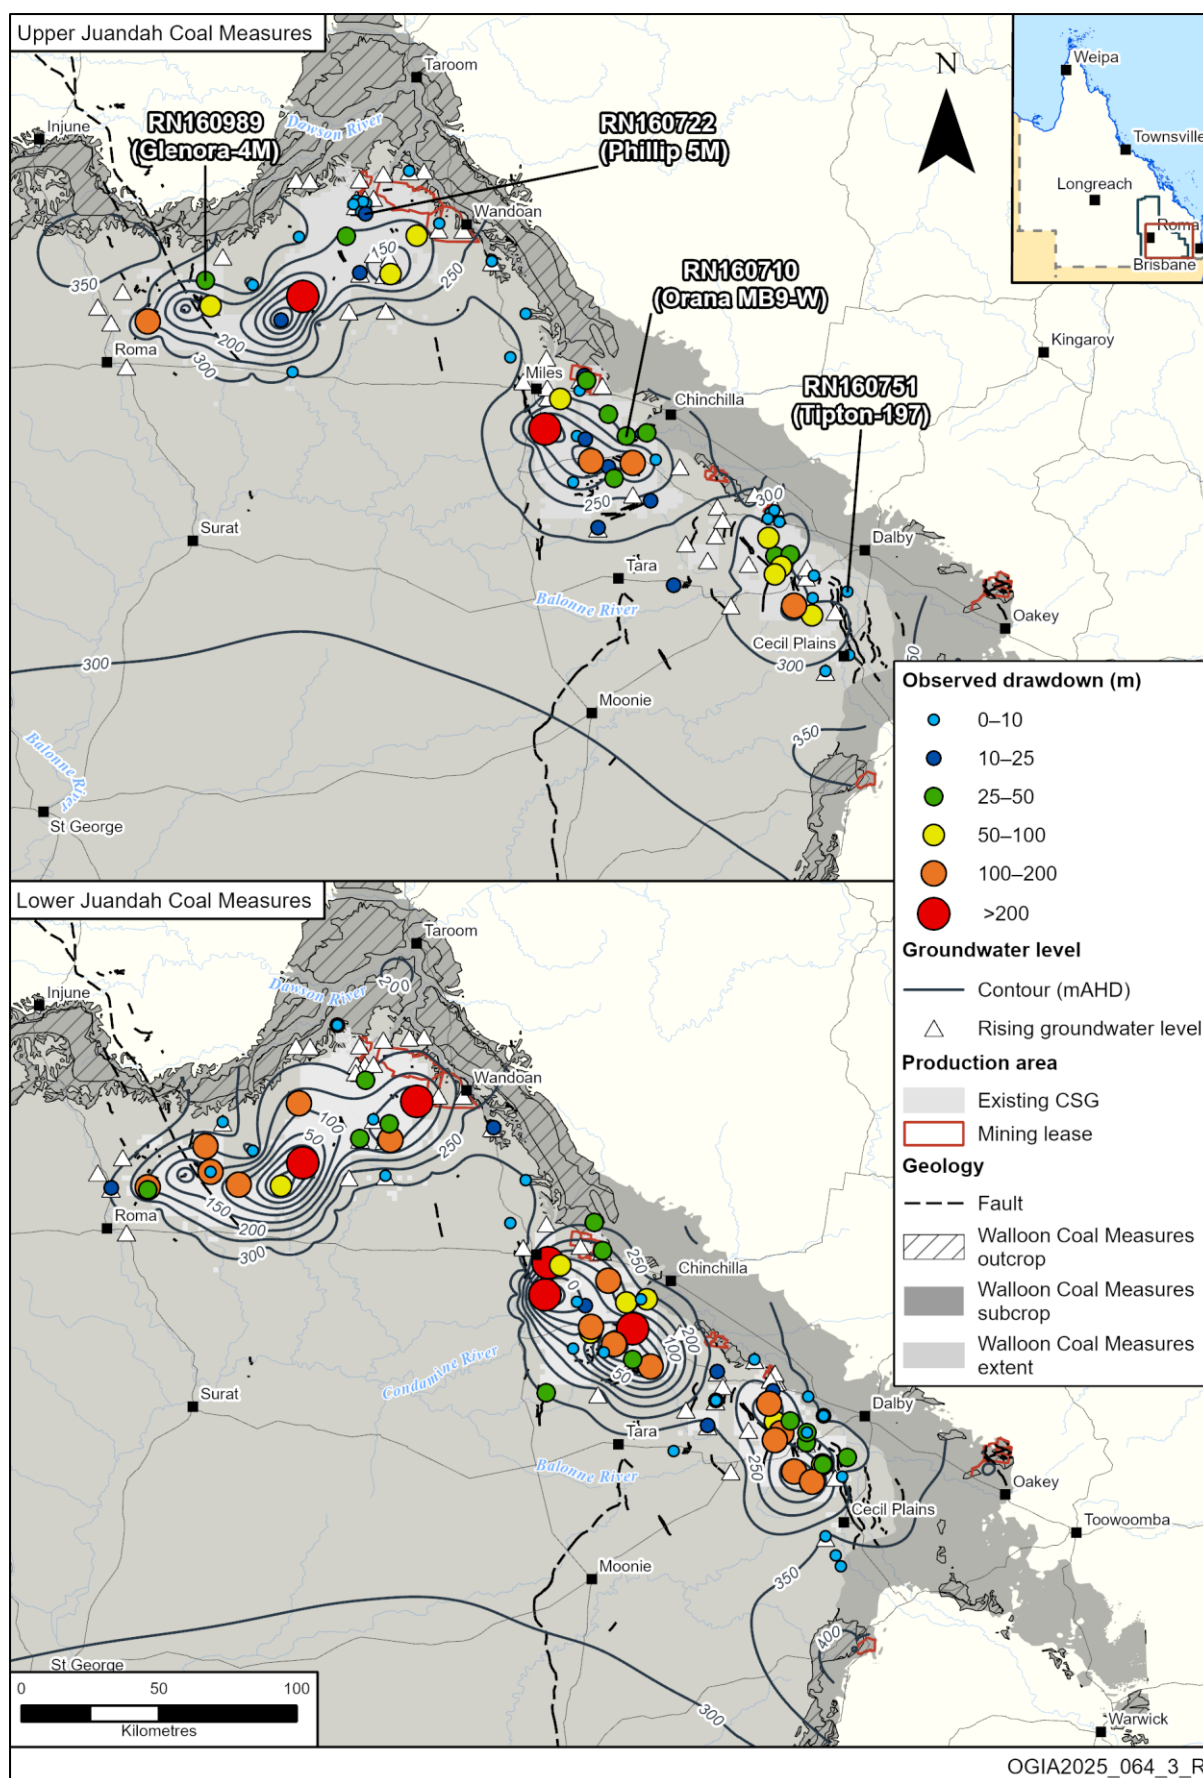 Upper Juandah Coal Measures
Taroom
N
Weipa
Injune
RN160989
(Glenora-4M)
Dawson River
RN160722
(Phillip 5M)
Townsville
Longreach
Wandoan
Roma
Brisbane
150
250
350
RN160710
(Orana MB9-W)
200
300
Roma
Kingaroy
Miles
Chinchilla
RN160751
(Tipton-197)
250
300
Surat
Dalby
Tara
Balonne River
Oakey
Cecil Plains
300
300
Moonie
350
Balonne River
St George
Observed drawdown (m)
0–10
10–25
25–50
50–100
100–200
>200
Groundwater level
Contour (mAHD)
Rising groundwater level
Production area
Existing CSG
Mining lease
Geology
Fault
Walloon Coal Measures
outcrop
Walloon Coal Measures
subcrop
Walloon Coal Measures
extent
Lower Juandah Coal Measures
Taroom
Injune
Dawson River
200
Wandoan
100
50
250
150
200
Roma
300
250
Chinchilla
0
200
100
50
Condamine River
Surat
Dalby
Tara
250
Balonne River
Oakey
Cecil Plains
Toowoomba
Moonie
350
400
St George
300
0 50 100
Kilometres
Warwick
OGIA2025_064_3_R